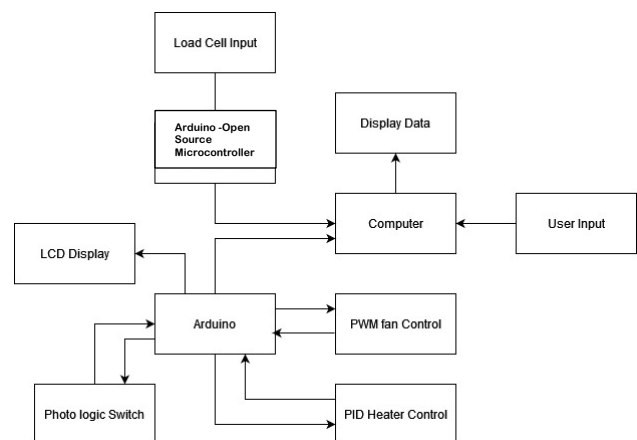 Load Cell Input
Arduino -Open
Source
Microcontroller
Display Data
Computer
User Input
LCD Display
Arduino
PWM fan Control
Photo logic Switch
PID Heater Control